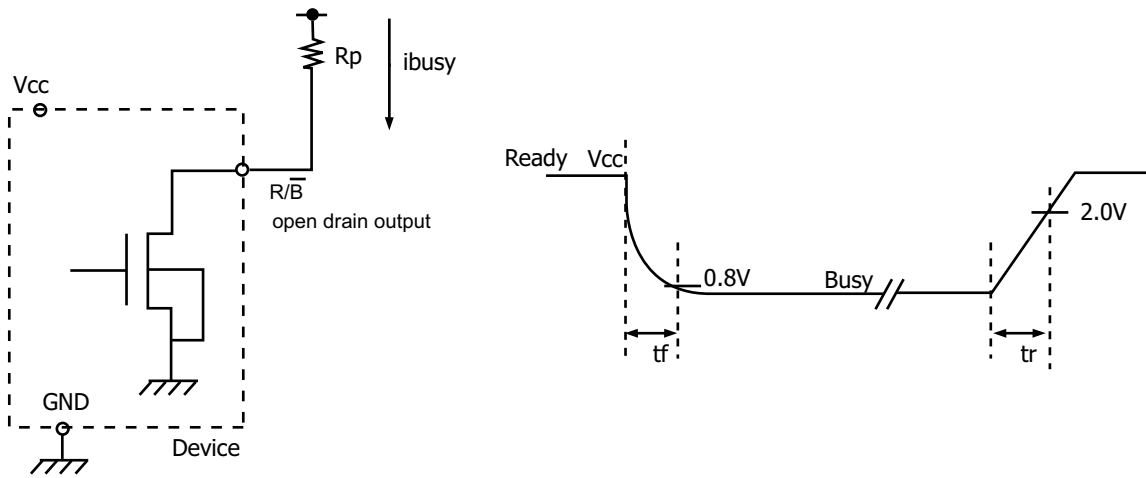 Rp
ibusy
Vcc
R/B̅
open drain output
GND
Device
Ready Vcc
2.0V
0.8V
Busy
tf
tr